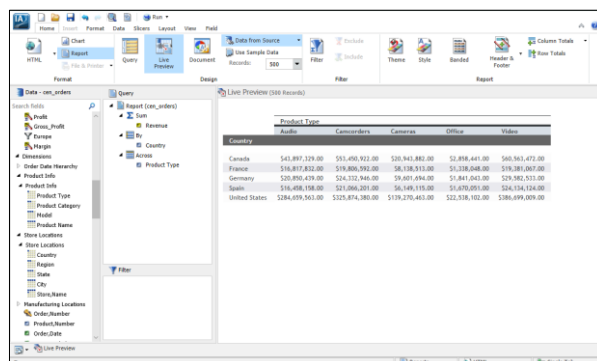 IA
Run
Home Insert Format Data Slicers Layout View Field
HTML
Chart
Report
File & Printer
Format
Query
Live Preview
Document
Data from Source
Use Sample Data
Records: 500
Design
Filter
Exclude
Include
Filter
Theme
Style
Banded
Header & Footer
Column Totals
Row Totals
Report
Data - cen_orders
Search fields
Profit
Gross_Profit
Europe
Margin
Dimensions
Order Date Hierarchy
Product Info
Product Info
Product Type
Product Category
Model
Product Name
Store Locations
Store Locations
Country
Region
State
City
Store,Name
Manufacturing Locations
Order,Number
Product,Number
Order,Date
Query
Report (cen_orders)
Sum
Revenue
By
Country
Across
Product Type
Filter
Live Preview (500 Records)
Product Type
Audio Camcorders Cameras Office Video
Country
Canada $43,897,329.00 $53,450,922.00 $20,943,882.00 $2,858,441.00 $60,563,472.00
France $16,817,832.00 $19,806,592.00 $8,138,513.00 $1,338,048.00 $19,381,067.00
Germany $20,850,439.00 $24,332,946.00 $9,601,694.00 $1,841,043.00 $29,582,533.00
Spain $16,458,158.00 $21,066,201.00 $6,149,115.00 $1,670,051.00 $24,134,124.00
United States $284,659,563.00 $325,874,380.00 $139,270,463.00 $22,538,102.00 $386,699,009.00
Live Preview